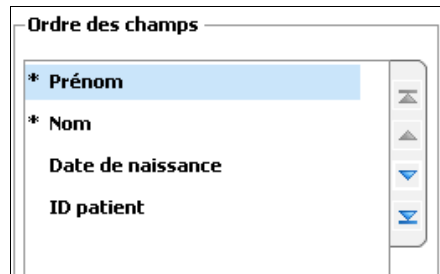 Ordre des champs
* Prénom
* Nom
Date de naissance
ID patient